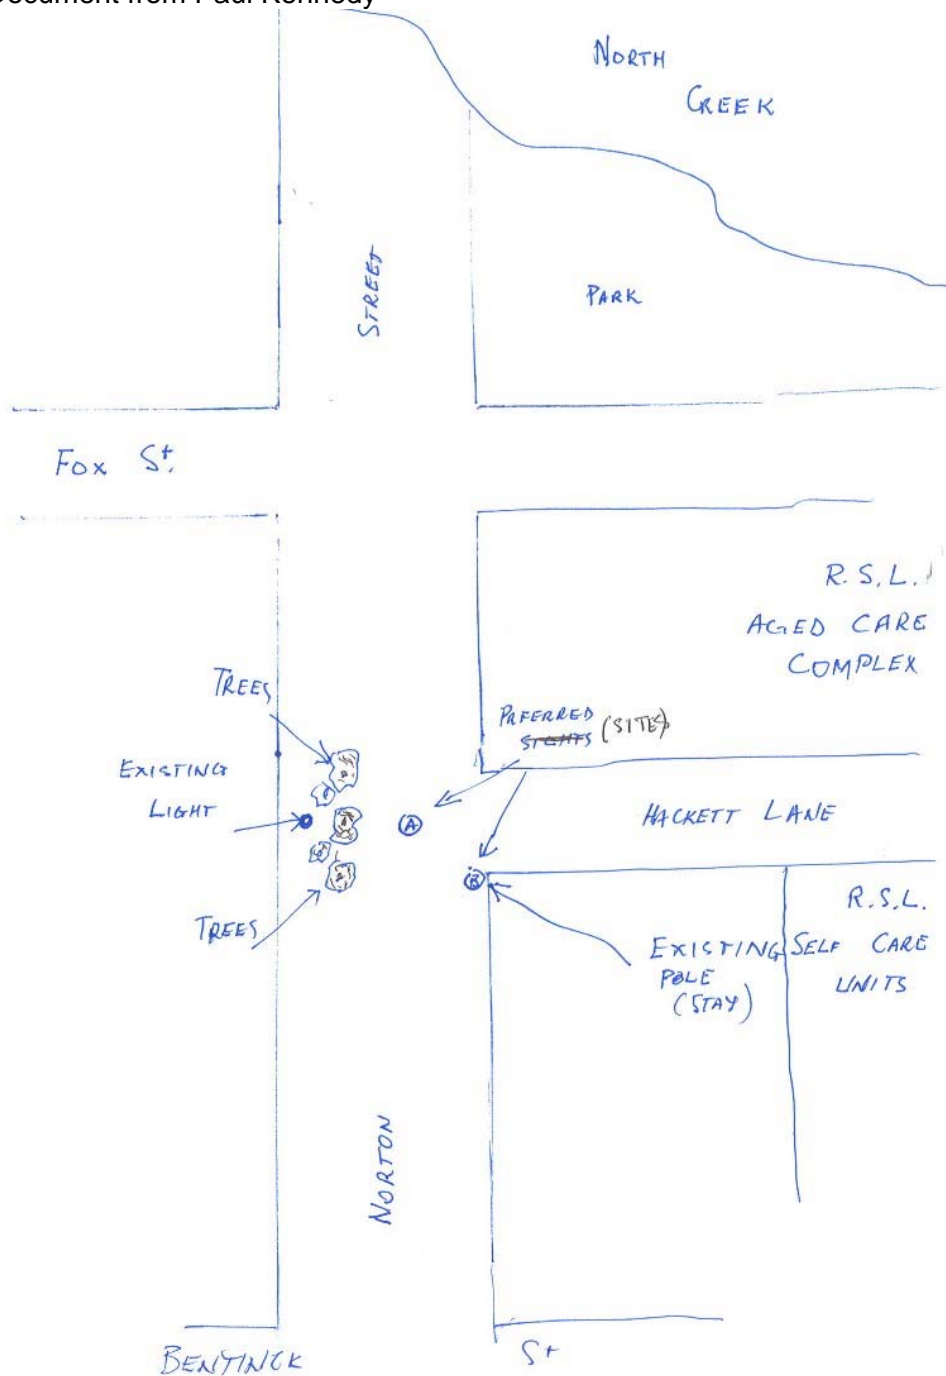 Document from Paul Kennedy
NORTH
CREEK
STREET
PARK
FOX St.
R.S.L.
AGED CARE
COMPLEX
TREES
PREFERRED
(SITES)
EXISTING
LIGHT
A
HACKETT LANE
B
TREES
R.S.L.
SELF CARE
UNITS
EXISTING
POLE
(STAY)
NORTON
BENTINCK St